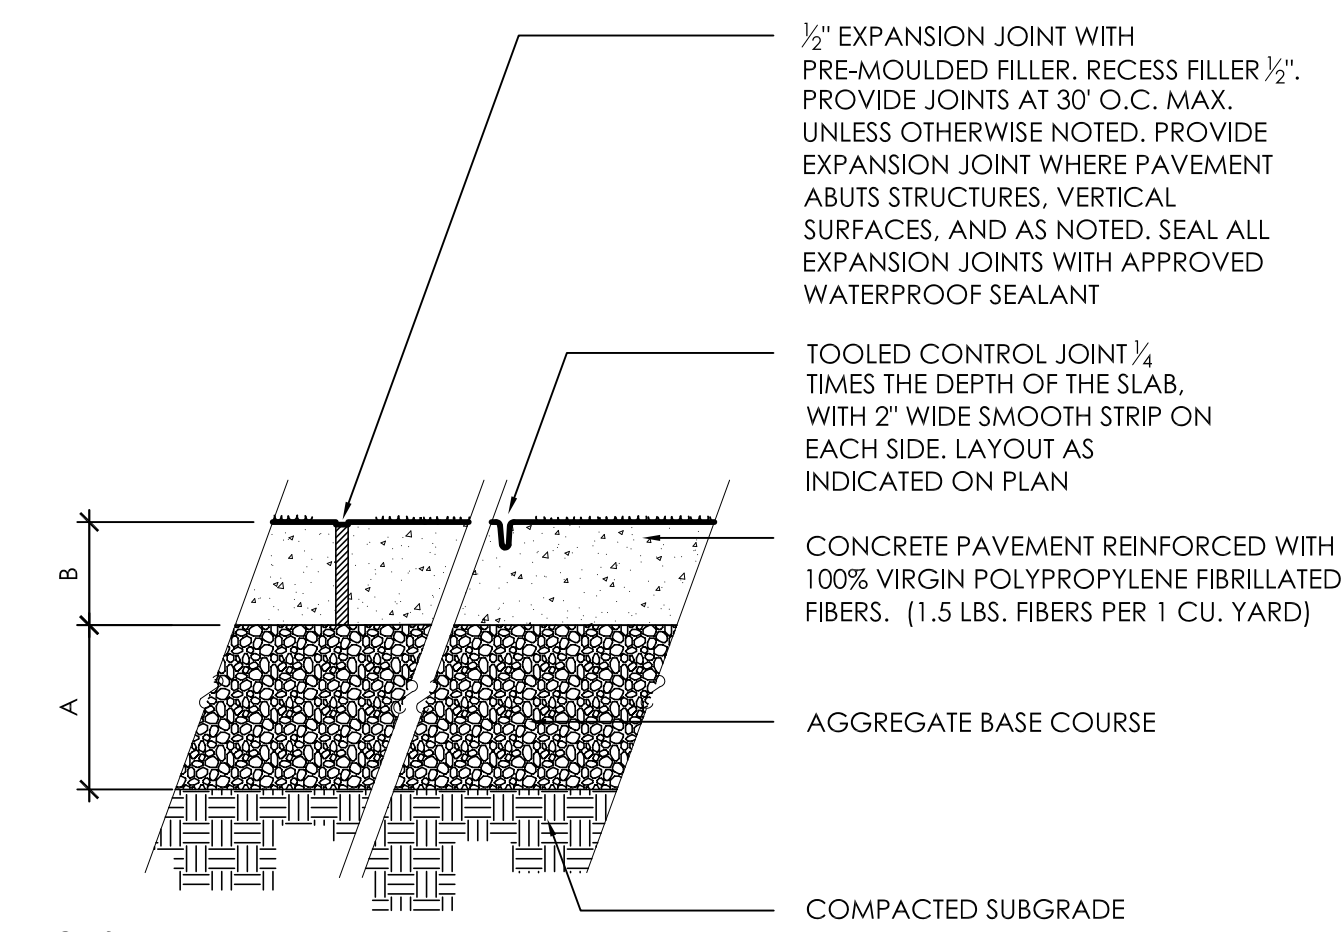 ½" EXPANSION JOINT WITH
PRE-MOULDED FILLER. RECESS FILLER ½".
PROVIDE JOINTS AT 30' O.C. MAX.
UNLESS OTHERWISE NOTED. PROVIDE
EXPANSION JOINT WHERE PAVEMENT
ABUTS STRUCTURES, VERTICAL
SURFACES, AND AS NOTED. SEAL ALL
EXPANSION JOINTS WITH APPROVED
WATERPROOF SEALANT
TOOLED CONTROL JOINT ¼
TIMES THE DEPTH OF THE SLAB,
WITH 2" WIDE SMOOTH STRIP ON
EACH SIDE. LAYOUT AS
INDICATED ON PLAN
CONCRETE PAVEMENT REINFORCED WITH
100% VIRGIN POLYPROPYLENE FIBRILLATED
FIBERS. (1.5 LBS. FIBERS PER 1 CU. YARD)
B
A
AGGREGATE BASE COURSE
COMPACTED SUBGRADE